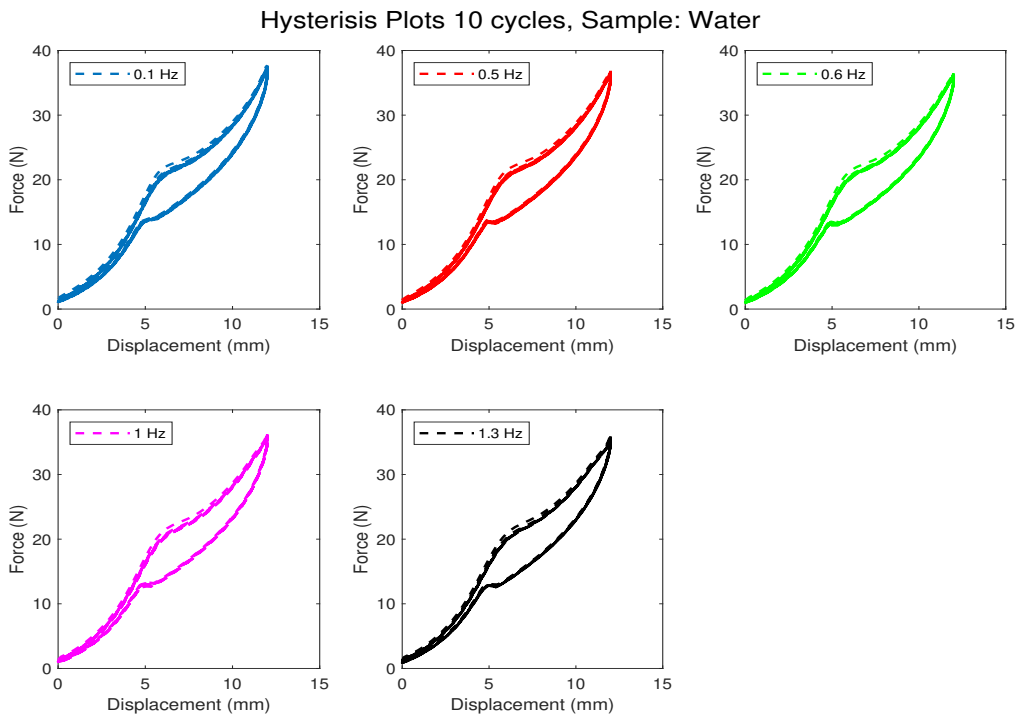 Hysterisis Plots 10 cycles, Sample: Water
40
30
20
10
0
0 5 10 15
Force (N)
Displacement (mm)
0.1 Hz
40
30
20
10
0
0 5 10 15
Force (N)
Displacement (mm)
0.5 Hz
40
30
20
10
0
0 5 10 15
Force (N)
Displacement (mm)
0.6 Hz
40
30
20
10
0
0 5 10 15
Force (N)
Displacement (mm)
1 Hz
40
30
20
10
0
0 5 10 15
Force (N)
Displacement (mm)
1.3 Hz